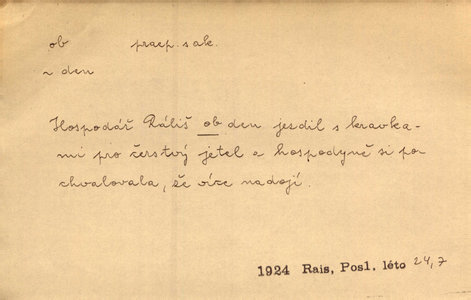 ob praep. s ak.
~ den
Hospodář Ráliš ob den jezdil s kravka-
mi pro čerstvý jetel a hospodyně si po-
chvalovala, že více nadojí.
1924 Rais, Posl. léto 24,7